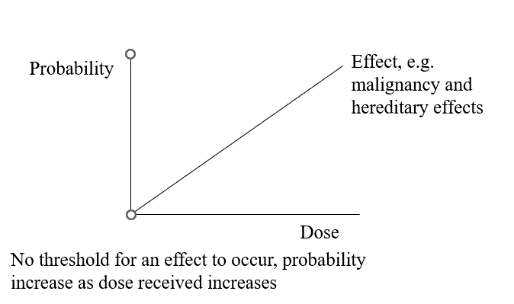 Probability
Effect, e.g.
malignancy and
hereditary effects
Dose
No threshold for an effect to occur, probability
increase as dose received increases